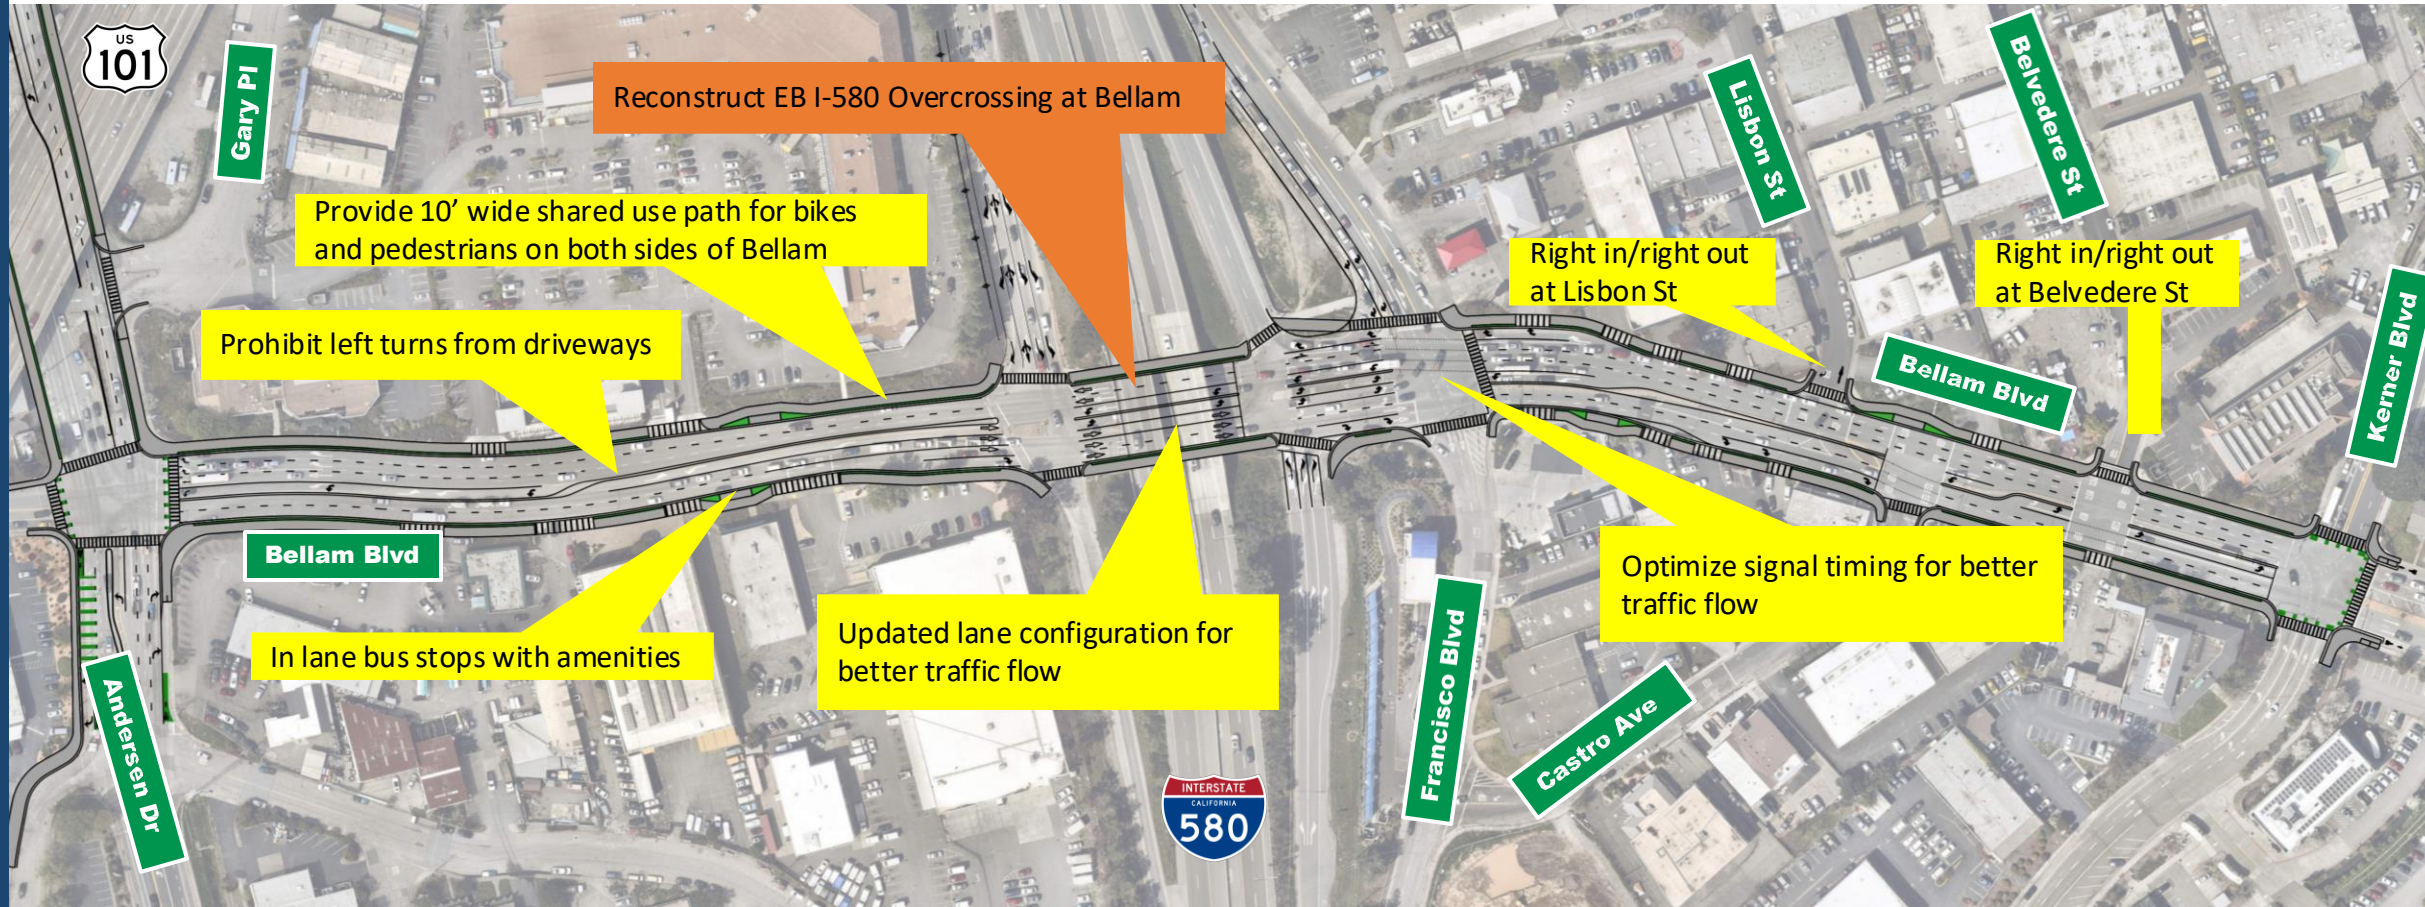 US
101
Gary Pl
Reconstruct EB I-580 Overcrossing at Bellam
Lisbon St
Belvedere St
Provide 10’ wide shared use path for bikes
and pedestrians on both sides of Bellam
Right in/right out
at Lisbon St
Right in/right out
at Belvedere St
Prohibit left turns from driveways
Bellam Blvd
Kerner Blvd
Bellam Blvd
Optimize signal timing for better
traffic flow
In lane bus stops with amenities
Updated lane configuration for
better traffic flow
Andersen Dr
Francisco Blvd
Castro Ave
INTERSTATE
CALIFORNIA
580